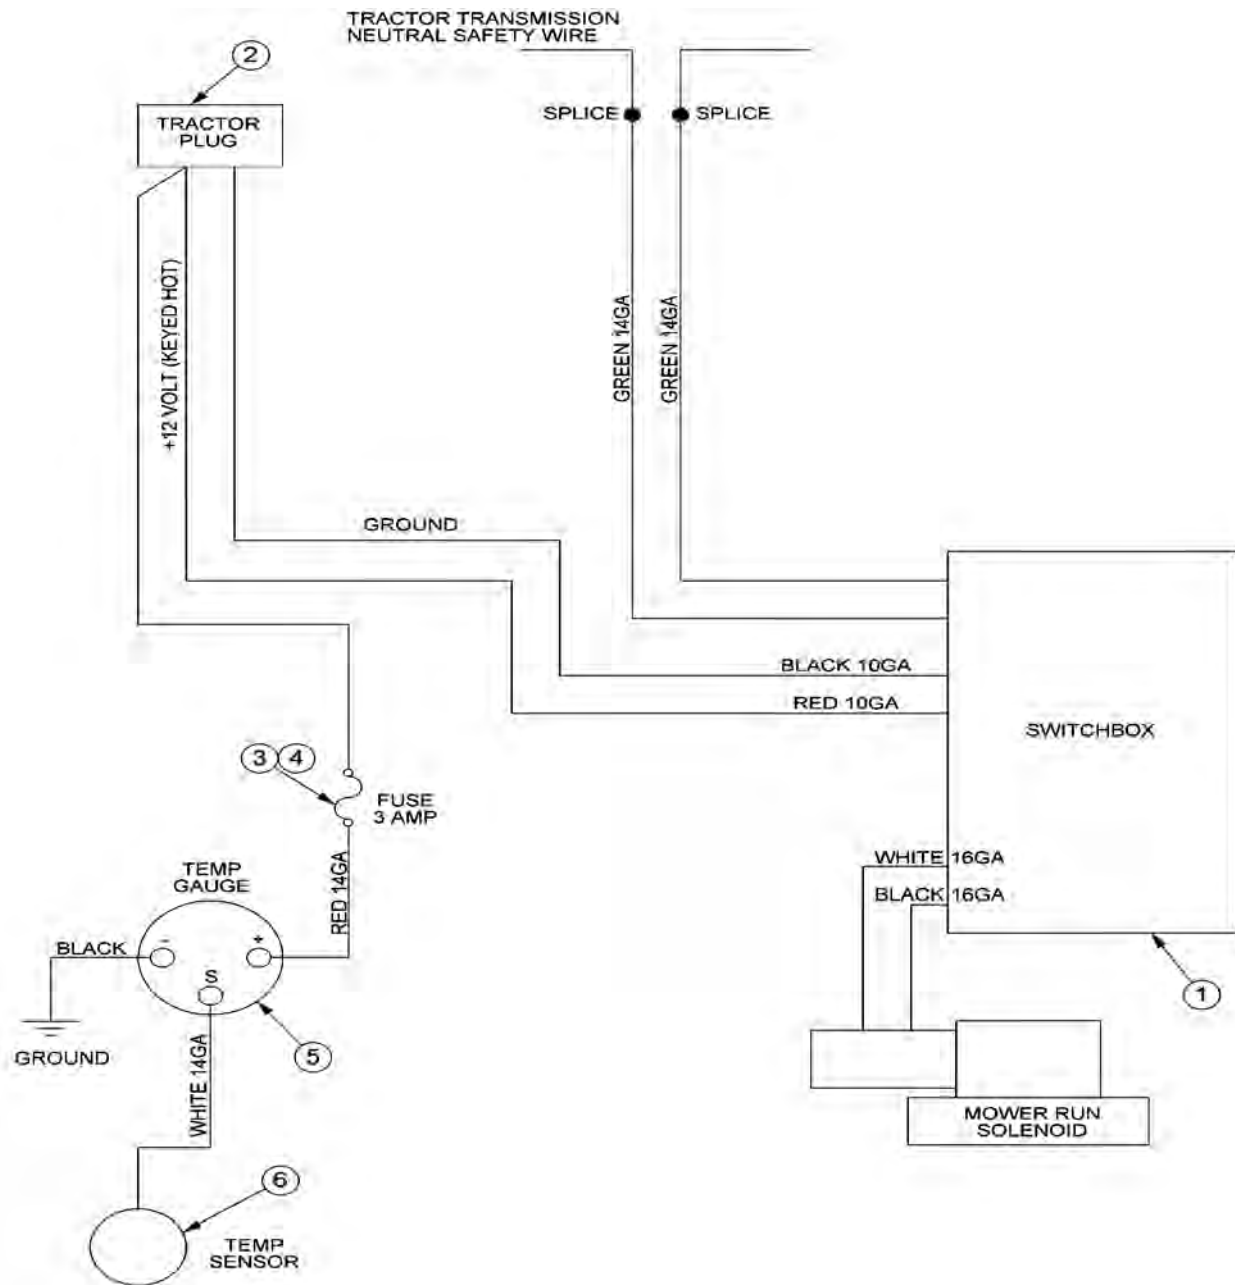 TRACTOR TRANSMISSION
NEUTRAL SAFETY WIRE
2
TRACTOR
PLUG
SPLICE
SPLICE
+12 VOLT (KEYED HOT)
GREEN 14GA
GREEN 14GA
GROUND
BLACK 10GA
RED 10GA
SWITCHBOX
3
4
FUSE
3 AMP
RED 14GA
TEMP
GAUGE
WHITE 16GA
BLACK 16GA
BLACK
-
+
S
1
GROUND
5
WHITE 14GA
MOWER RUN
SOLENOID
6
TEMP
SENSOR